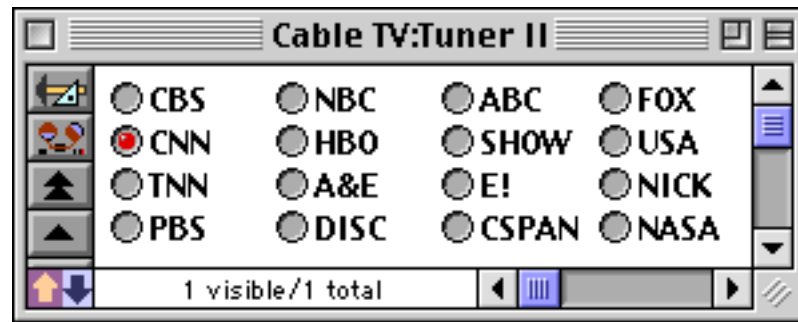 Cable TV:Tuner II
CBS NBC ABC FOX
CNN HBO SHOW USA
TNN A&E E! NICK
PBS DISC CSPAN NASA
1 visible/1 total